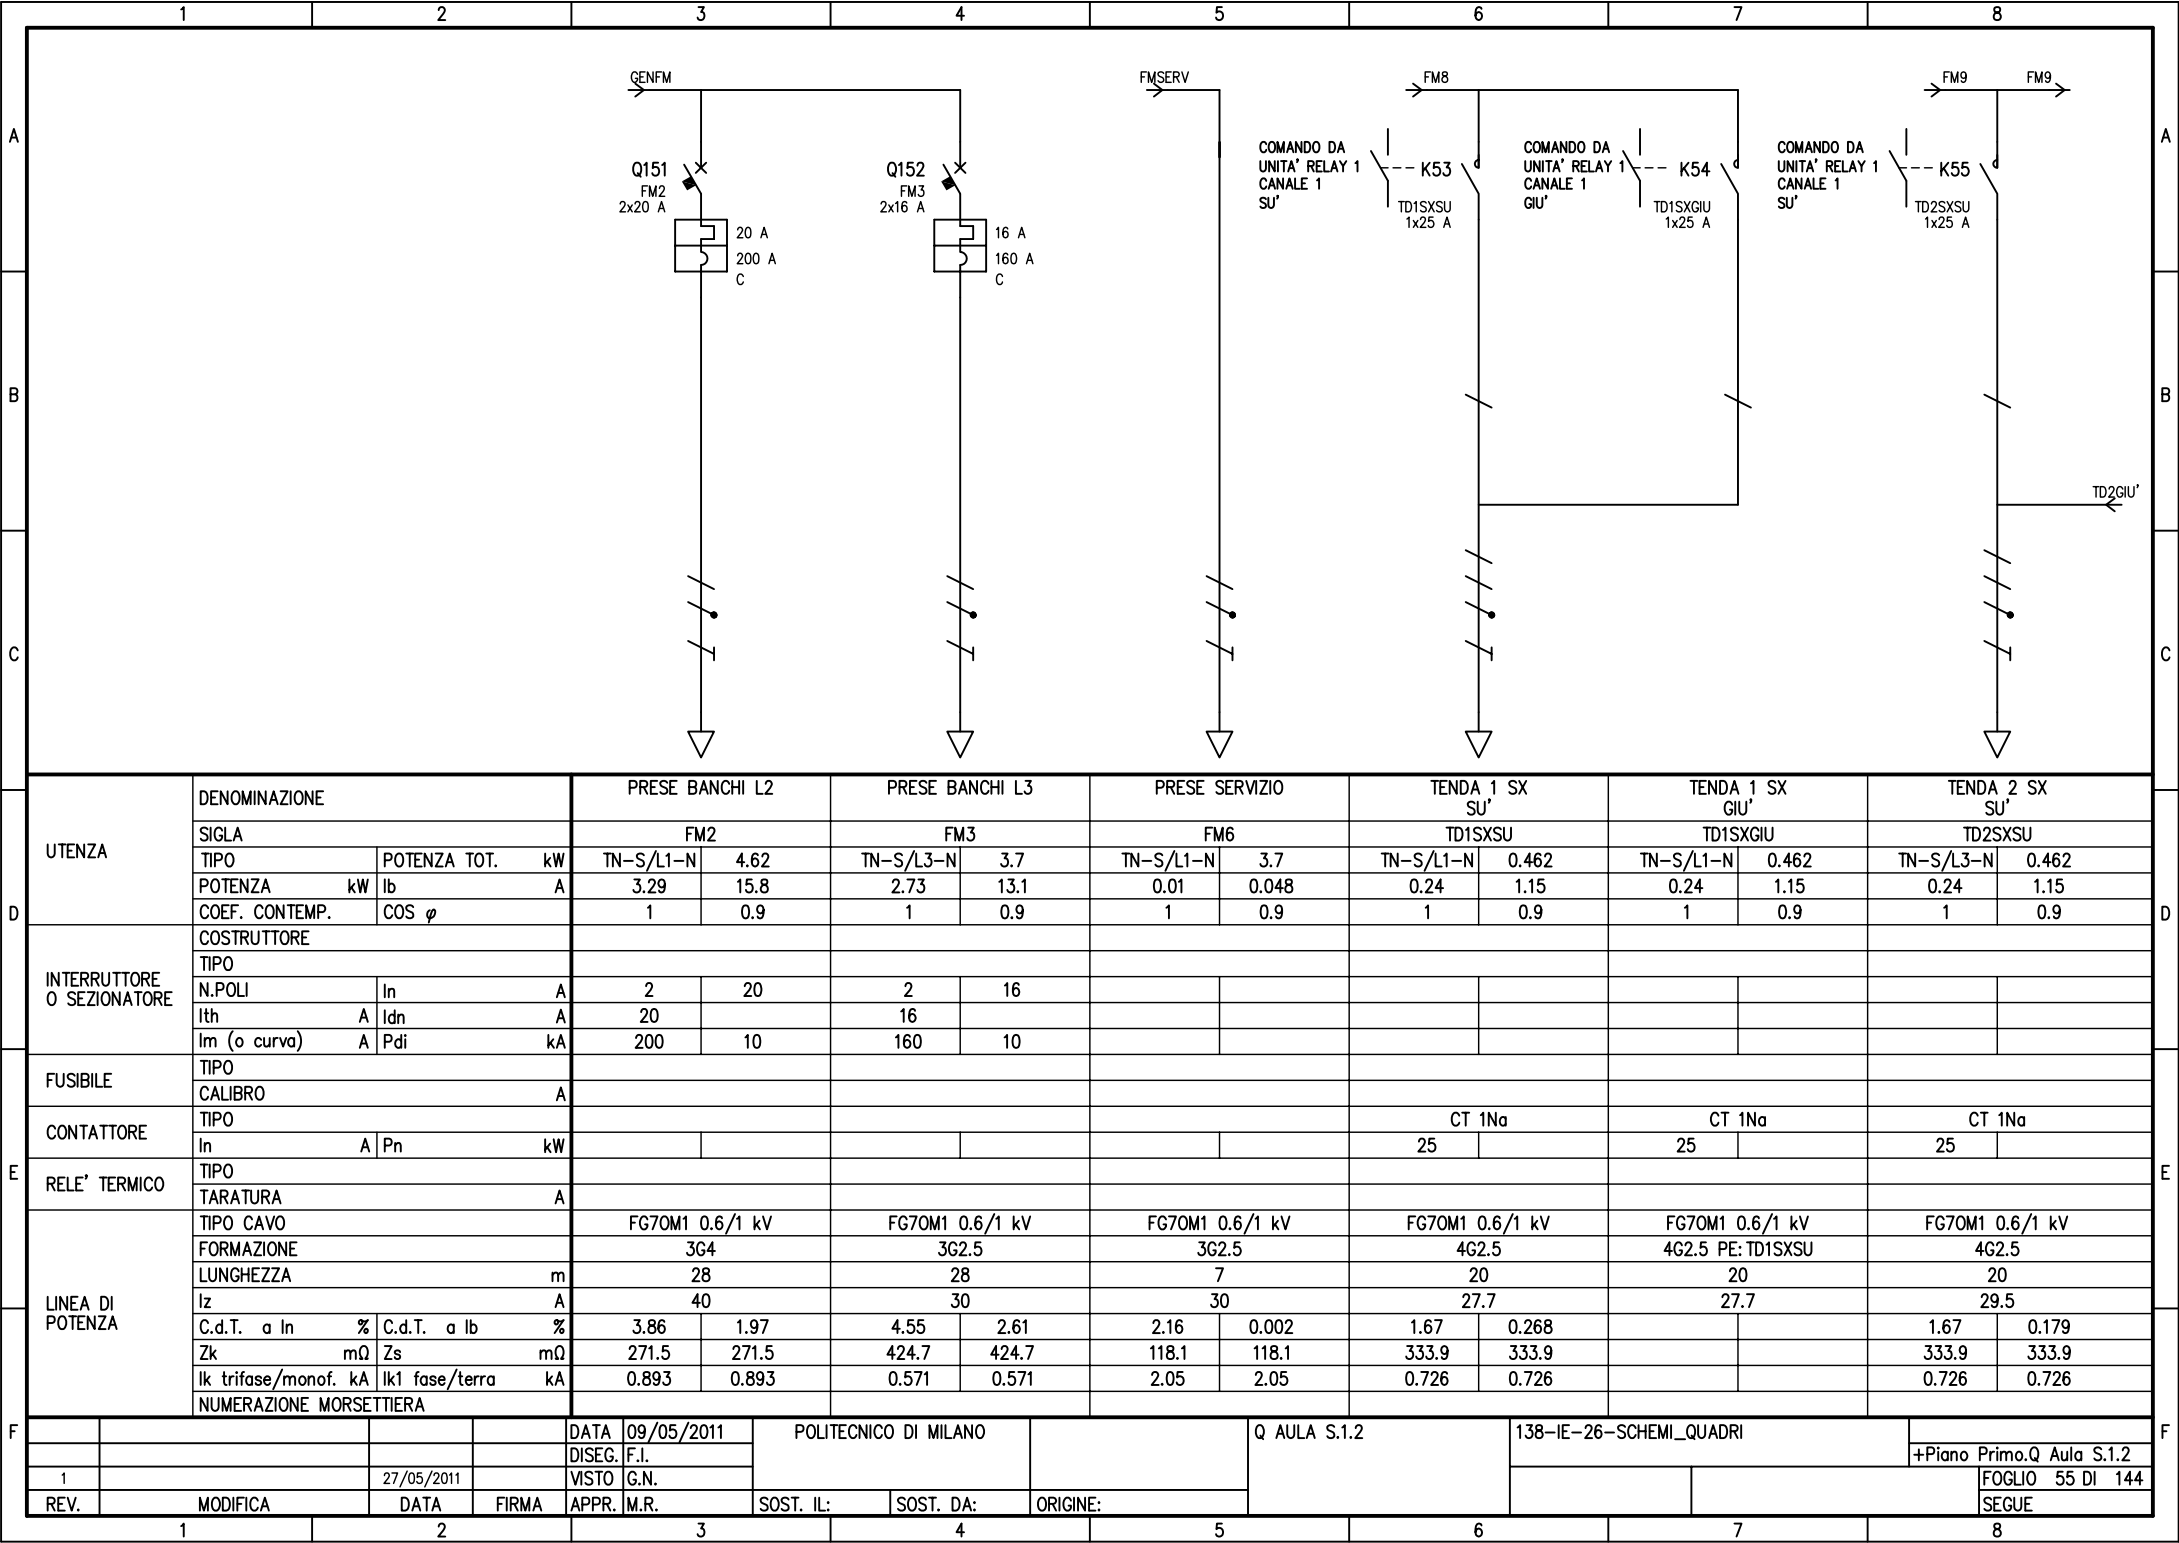 1 2 3 4 5 6 7 8
GENFM
FMSERV
FM8
FM9
FM9
A
A
Q151
FM2
2x20 A
20 A
200 A
C
Q152
FM3
2x16 A
16 A
160 A
C
COMANDO DA
UNITA' RELAY 1
CANALE 1
SU'
K53
TD1SXSU
1x25 A
COMANDO DA
UNITA' RELAY 1
CANALE 1
GIU'
K54
TD1SXGIU
1x25 A
COMANDO DA
UNITA' RELAY 1
CANALE 1
SU'
K55
TD2SXSU
1x25 A
B
B
TD2GIU'
C
C
UTENZA
DENOMINAZIONE PRESE BANCHI L2 PRESE BANCHI L3 PRESE SERVIZIO TENDA 1 SX TENDA 1 SX TENDA 2 SX
SU' GIU' SU'
SIGLA FM2 FM3 FM6 TD1SXSU TD1SXGIU TD2SXSU
TIPO POTENZA TOT. kW TN-S/L1-N 4.62 TN-S/L3-N 3.7 TN-S/L1-N 3.7 TN-S/L1-N 0.462 TN-S/L1-N 0.462 TN-S/L3-N 0.462
POTENZA kW Ib A 3.29 15.8 2.73 13.1 0.01 0.048 0.24 1.15 0.24 1.15 0.24 1.15
D
COEF. CONTEMP. COS φ 1 0.9 1 0.9 1 0.9 1 0.9 1 0.9 1 0.9
D
INTERRUTTORE
O SEZIONATORE
COSTRUTTORE
TIPO
N.POLI In A 2 20 2 16
Ith A Idn A 20 16
Im (o curva) A Pdi kA 200 10 160 10
FUSIBILE
TIPO
CALIBRO A
CONTATTORE
TIPO CT 1Na CT 1Na CT 1Na
In A Pn kW 25 25 25
E
E
RELE' TERMICO
TIPO
TARATURA A
LINEA DI
POTENZA
TIPO CAVO FG7OM1 0.6/1 kV FG7OM1 0.6/1 kV FG7OM1 0.6/1 kV FG7OM1 0.6/1 kV FG7OM1 0.6/1 kV FG7OM1 0.6/1 kV
FORMAZIONE 3G4 3G2.5 3G2.5 4G2.5 4G2.5 PE:TD1SXSU 4G2.5
LUNGHEZZA m 28 28 7 20 20 20
Iz A 40 30 30 27.7 27.7 29.5
C.d.T. a In % C.d.T. a Ib % 3.86 1.97 4.55 2.61 2.16 0.002 1.67 0.268 1.67 0.179
Zk mΩ Zs mΩ 271.5 271.5 424.7 424.7 118.1 118.1 333.9 333.9 333.9 333.9
Ik trifase/monof. kA Ik1 fase/terra kA 0.893 0.893 0.571 0.571 2.05 2.05 0.726 0.726 0.726 0.726
NUMERAZIONE MORSETTIERA
F
F
DATA 09/05/2011 POLITECNICO DI MILANO Q AULA S.1.2 138-IE-26-SCHEMI_QUADRI
DISEG. F.I. +Piano Primo.Q Aula S.1.2
1 27/05/2011 VISTO G.N. FOGLIO 55 DI 144
REV. MODIFICA DATA FIRMA APPR. M.R. SOST. IL: SOST. DA: ORIGINE: SEGUE
1 2 3 4 5 6 7 8